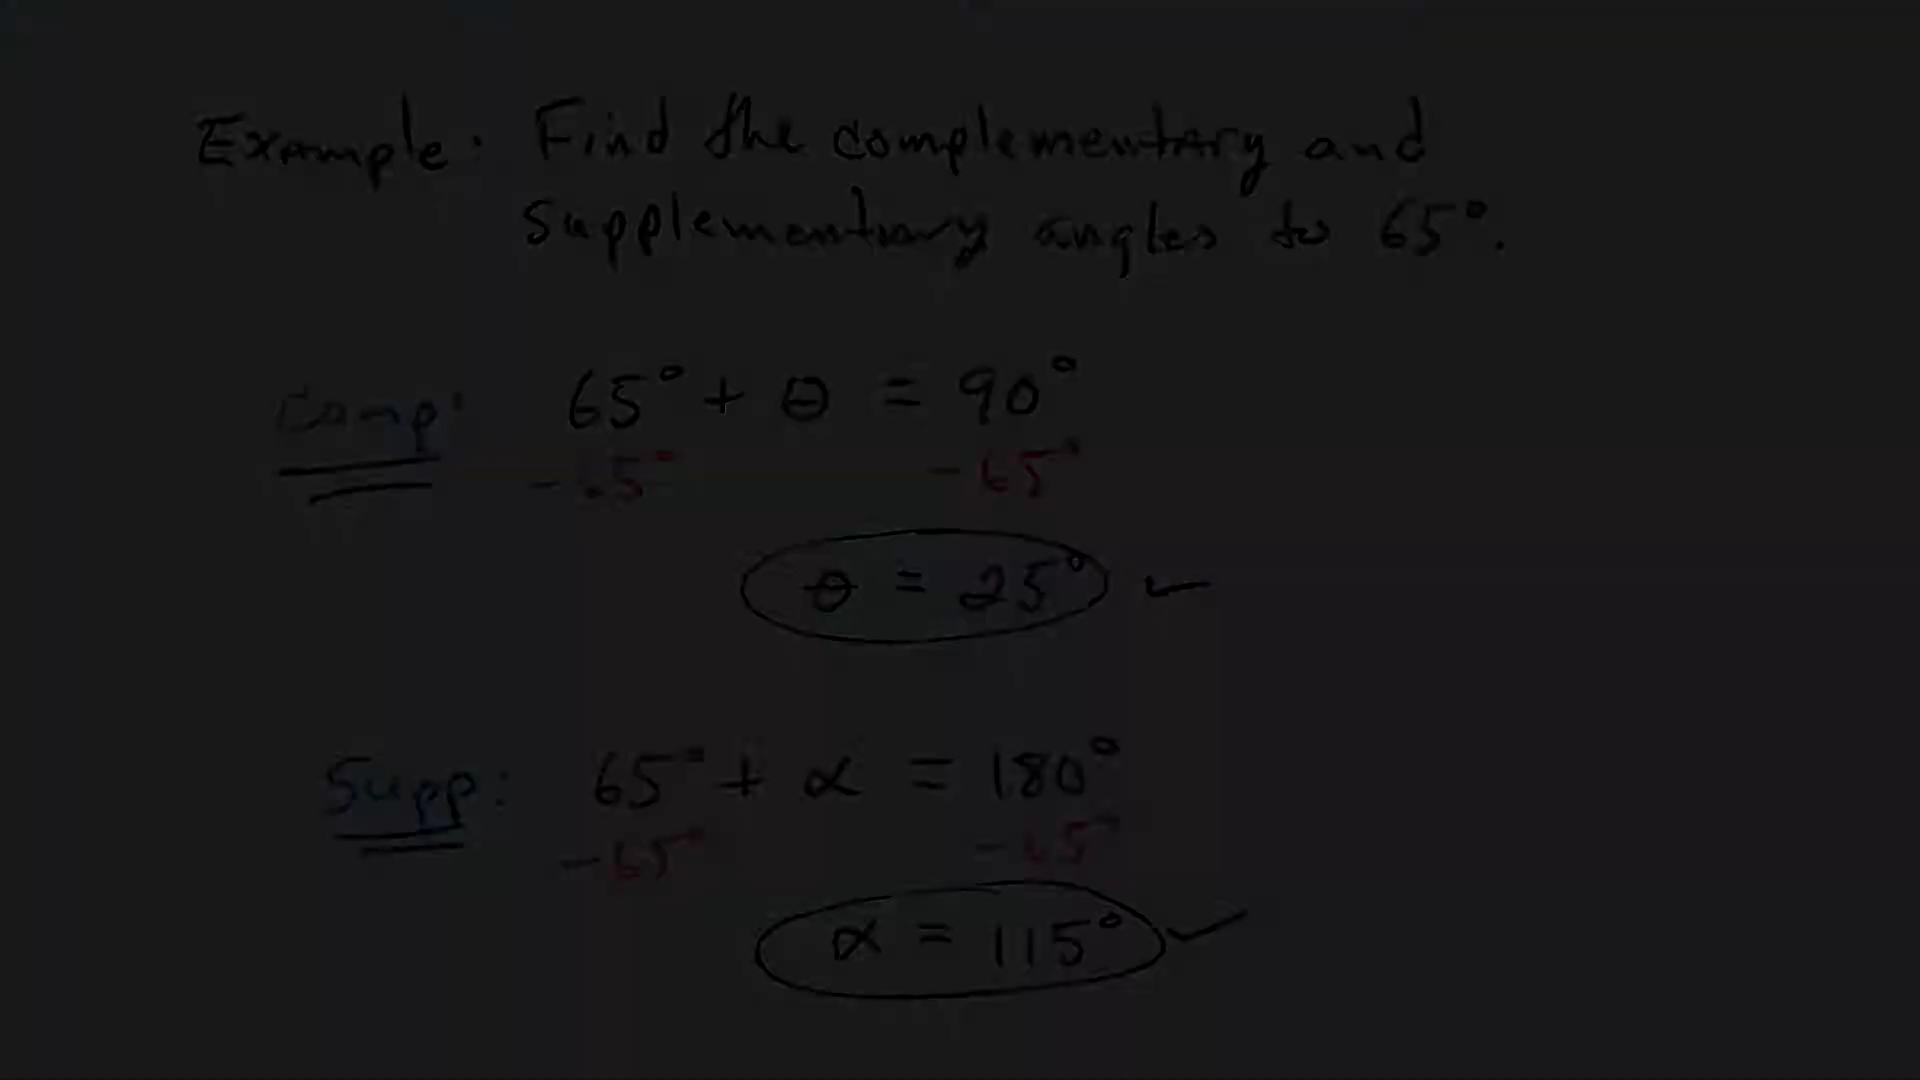 Example: Find the complementary and
supplementary angles to 65°.
Comp: 65° + θ = 90°
-65° -65°
θ = 25° ✓
Supp: 65° + α = 180°
-65° -65°
α = 115° ✓